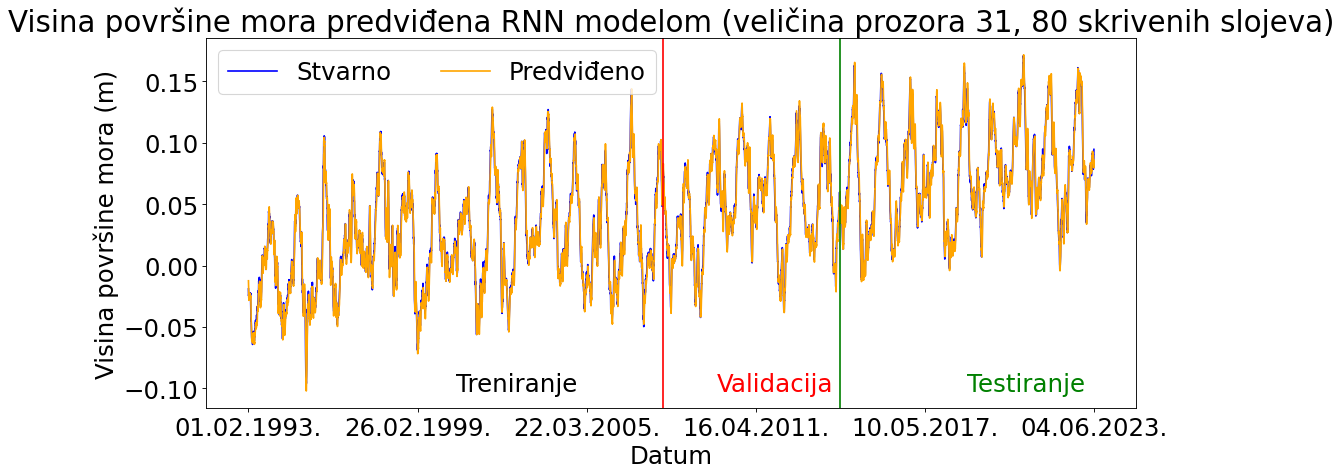 Visina površine mora predviđena RNN modelom (veličina prozora 31, 80 skrivenih slojeva)
Stvarno Predviđeno
Visina površine mora (m)
0.15
0.10
0.05
0.00
−0.05
−0.10
Treniranje Validacija Testiranje
01.02.1993. 26.02.1999. 22.03.2005. 16.04.2011. 10.05.2017. 04.06.2023.
Datum